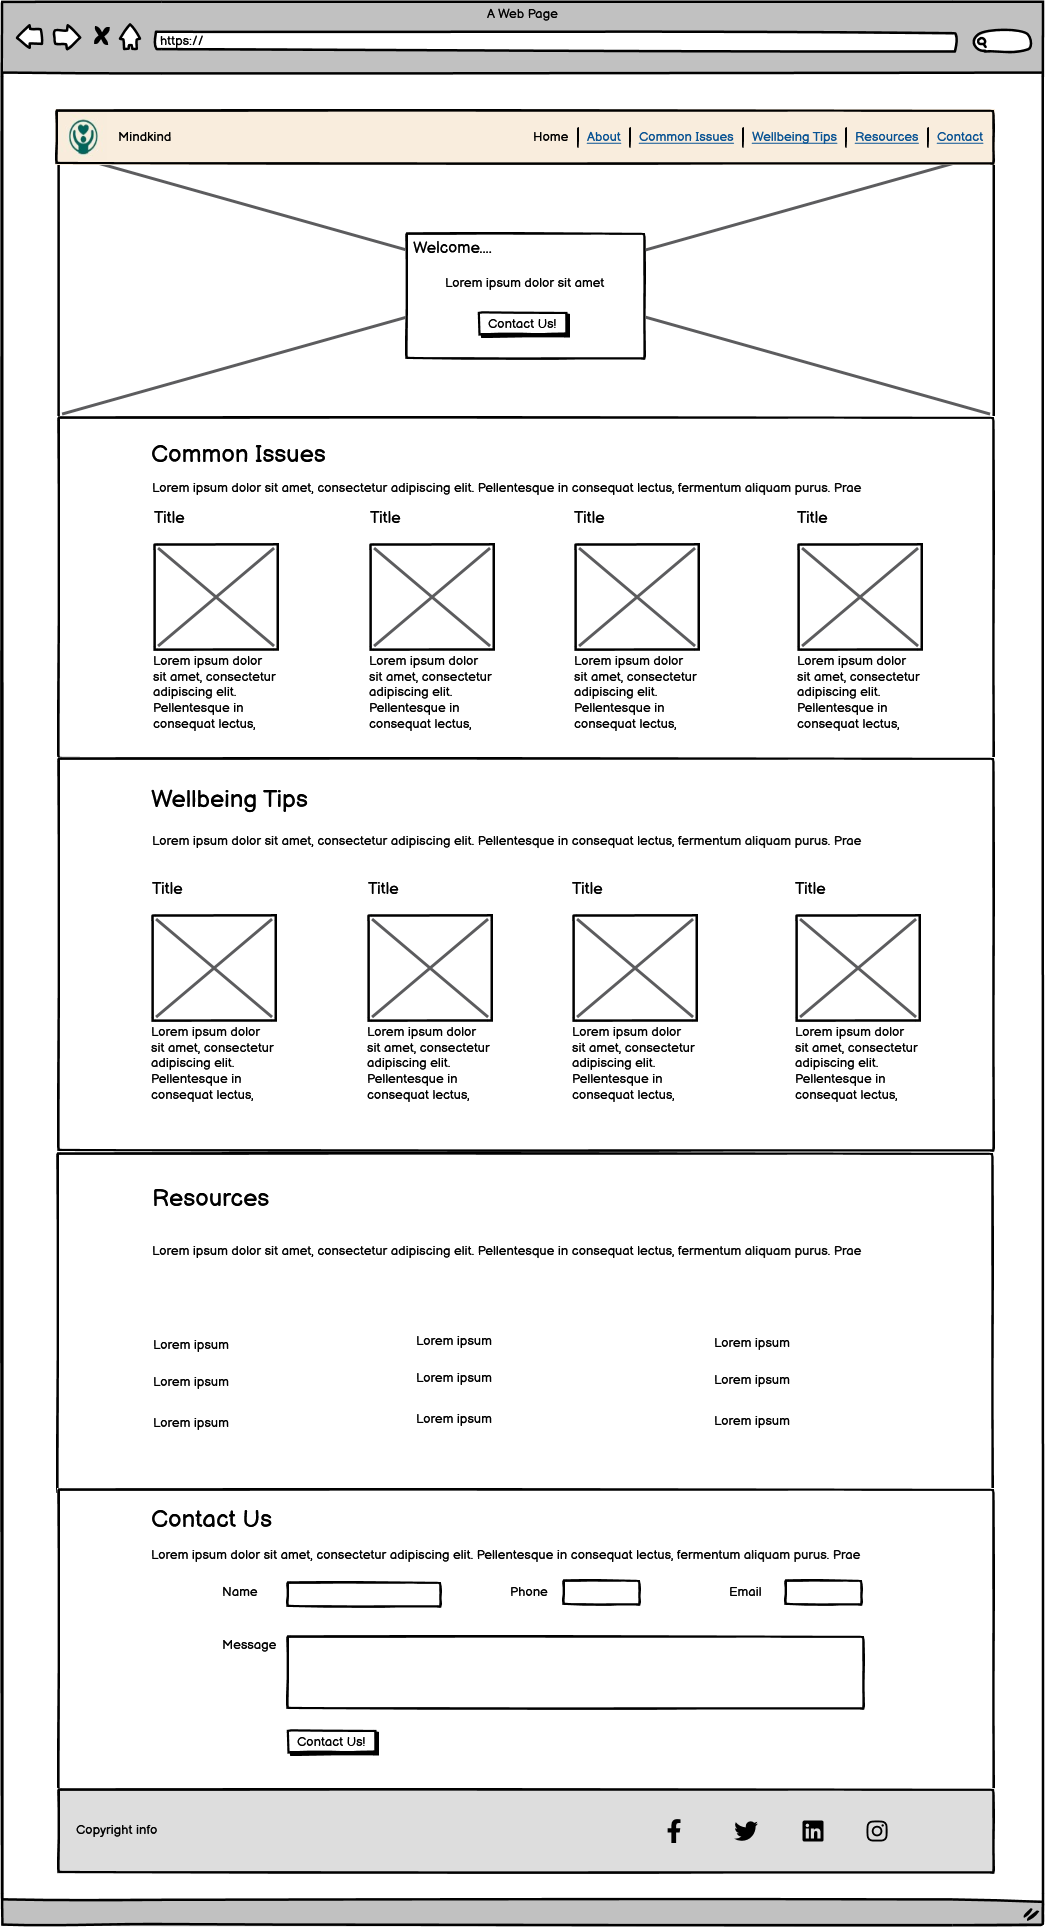 A Web Page
https://
Mindkind
Home | About | Common Issues | Wellbeing Tips | Resources | Contact
Welcome....
Lorem ipsum dolor sit amet
Contact Us!
Common Issues
Lorem ipsum dolor sit amet, consectetur adipiscing elit. Pellentesque in consequat lectus, fermentum aliquam purus. Prae
Title Title Title Title
Lorem ipsum dolor
sit amet, consectetur
adipiscing elit.
Pellentesque in
consequat lectus,
Lorem ipsum dolor
sit amet, consectetur
adipiscing elit.
Pellentesque in
consequat lectus,
Lorem ipsum dolor
sit amet, consectetur
adipiscing elit.
Pellentesque in
consequat lectus,
Lorem ipsum dolor
sit amet, consectetur
adipiscing elit.
Pellentesque in
consequat lectus,
Wellbeing Tips
Lorem ipsum dolor sit amet, consectetur adipiscing elit. Pellentesque in consequat lectus, fermentum aliquam purus. Prae
Title Title Title Title
Lorem ipsum dolor
sit amet, consectetur
adipiscing elit.
Pellentesque in
consequat lectus,
Lorem ipsum dolor
sit amet, consectetur
adipiscing elit.
Pellentesque in
consequat lectus,
Lorem ipsum dolor
sit amet, consectetur
adipiscing elit.
Pellentesque in
consequat lectus,
Lorem ipsum dolor
sit amet, consectetur
adipiscing elit.
Pellentesque in
consequat lectus,
Resources
Lorem ipsum dolor sit amet, consectetur adipiscing elit. Pellentesque in consequat lectus, fermentum aliquam purus. Prae
Lorem ipsum Lorem ipsum Lorem ipsum
Lorem ipsum Lorem ipsum Lorem ipsum
Lorem ipsum Lorem ipsum Lorem ipsum
Contact Us
Lorem ipsum dolor sit amet, consectetur adipiscing elit. Pellentesque in consequat lectus, fermentum aliquam purus. Prae
Name Phone Email
Message
Contact Us!
Copyright info